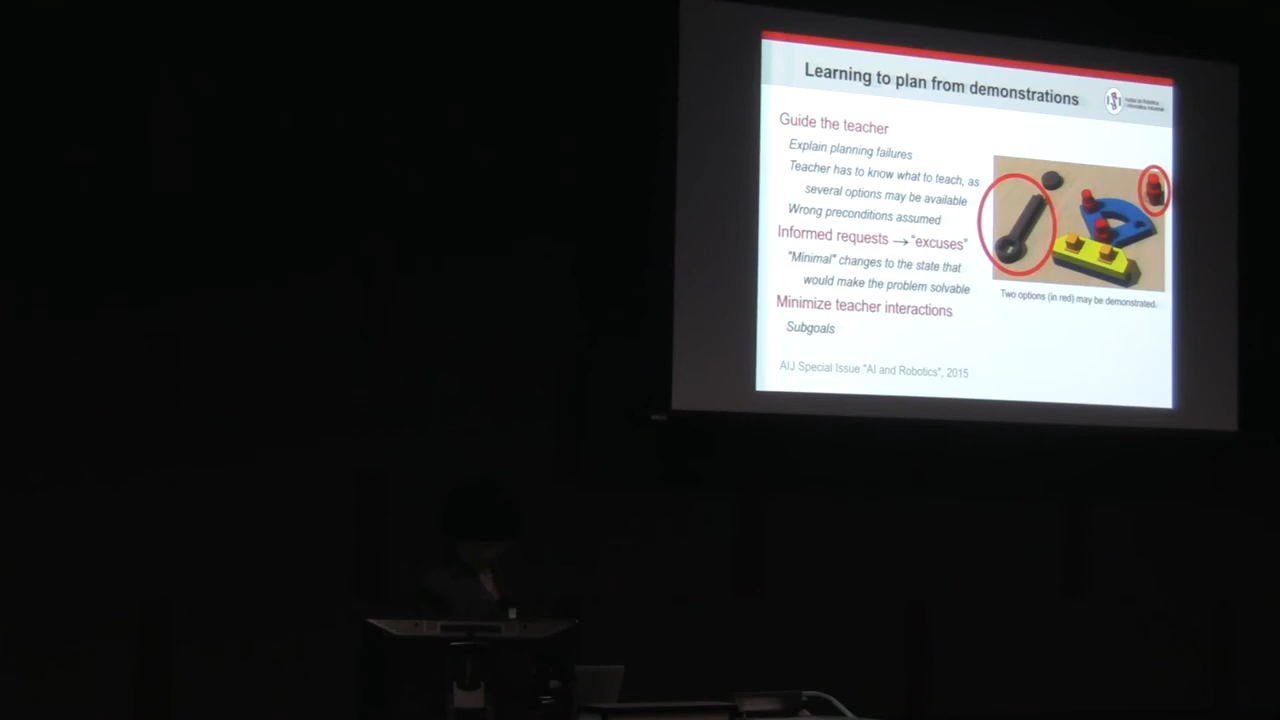 Learning to plan from demonstrations
Guide the teacher
Explain planning failures
Teacher has to know what to teach, as
several options may be available
Wrong preconditions assumed
Informed requests → "excuses"
"Minimal" changes to the state that
would make the problem solvable
Minimize teacher interactions
Subgoals
Two options (in red) may be demonstrated.
AIJ Special Issue "AI and Robotics", 2015